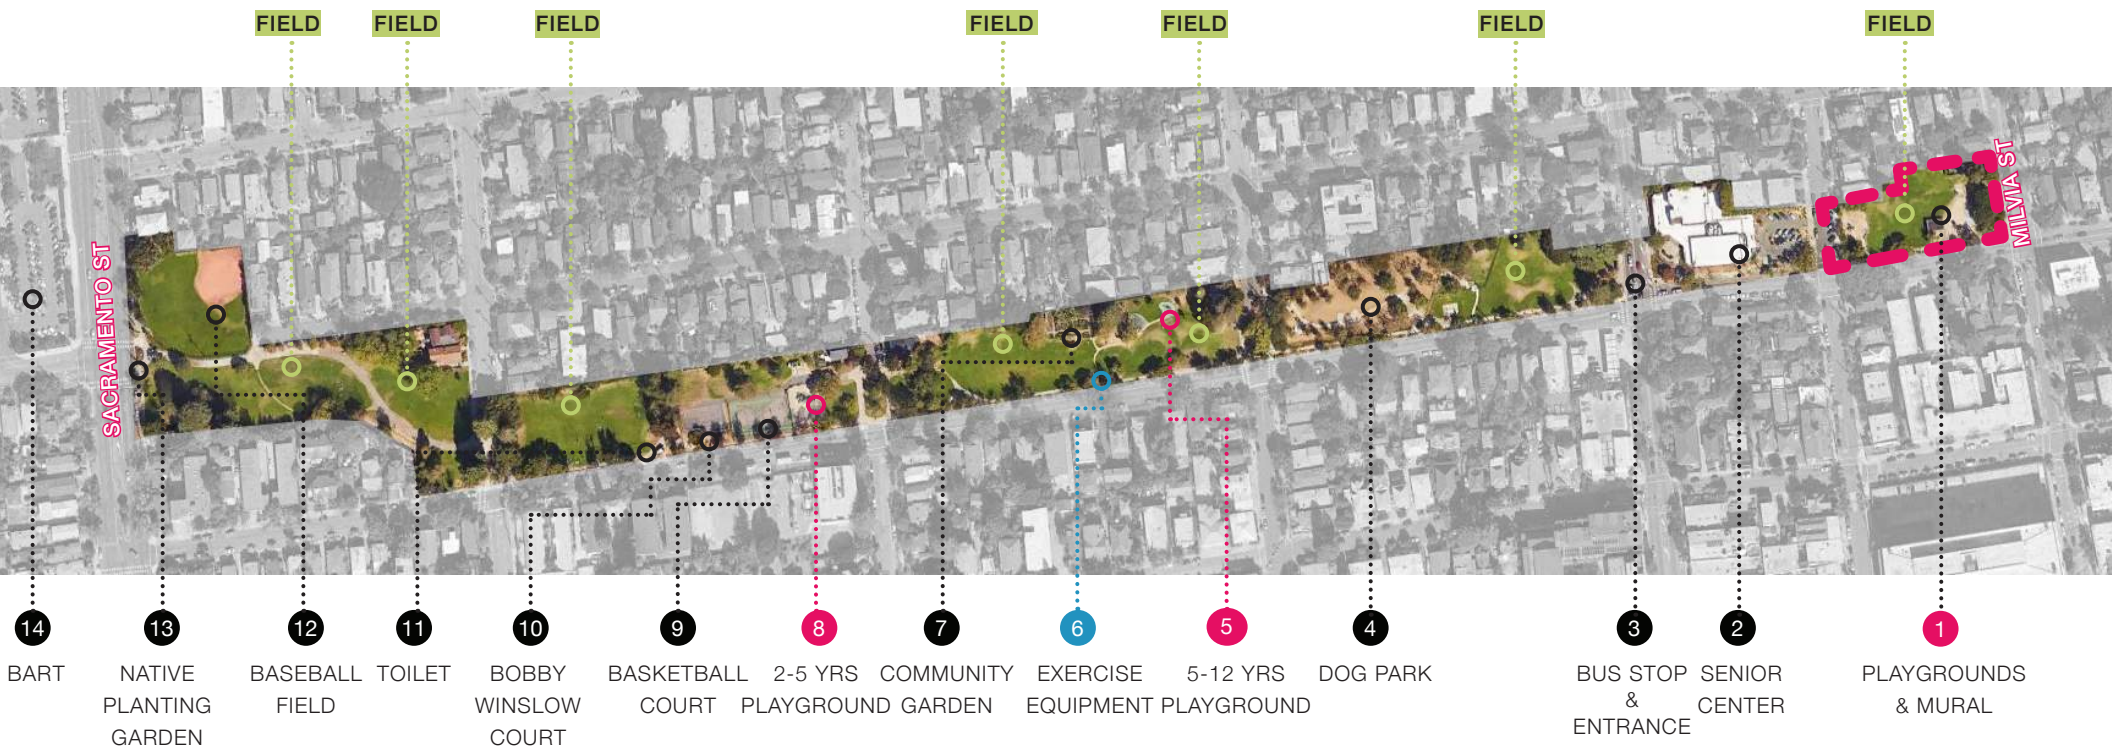 FIELD
FIELD
FIELD
FIELD
FIELD
FIELD
FIELD
SACRAMENTO ST
MILVIA ST
14
13
12
11
10
9
8
7
6
5
4
3
2
1
BART
NATIVE
PLANTING
GARDEN
BASEBALL
FIELD
TOILET
BOBBY
WINSLOW
COURT
BASKETBALL
COURT
2-5 YRS
PLAYGROUND
COMMUNITY
GARDEN
EXERCISE
EQUIPMENT
5-12 YRS
PLAYGROUND
DOG PARK
BUS STOP
&
ENTRANCE
SENIOR
CENTER
PLAYGROUNDS
& MURAL